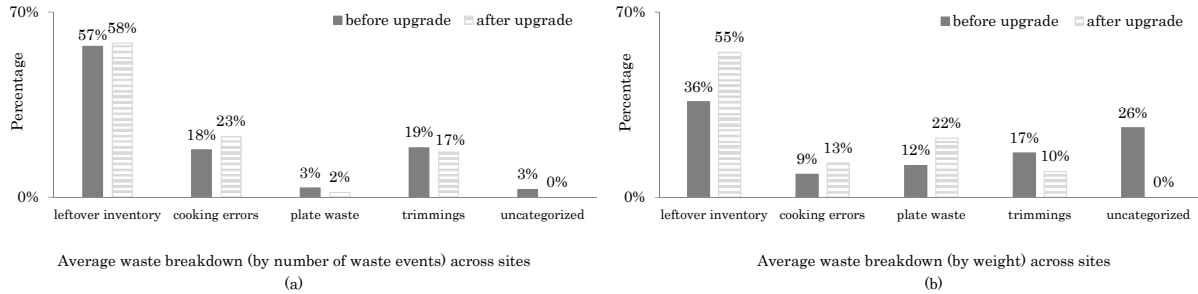 70%
before upgrade after upgrade
57% 58%
18% 23%
3% 2%
19% 17%
3% 0%
Percentage
0%
leftover inventory cooking errors plate waste trimmings uncategorized
Average waste breakdown (by number of waste events) across sites
(a)
70%
before upgrade after upgrade
36% 55%
9% 13%
12% 22%
17% 10%
26% 0%
Percentage
0%
leftover inventory cooking errors plate waste trimmings uncategorized
Average waste breakdown (by weight) across sites
(b)